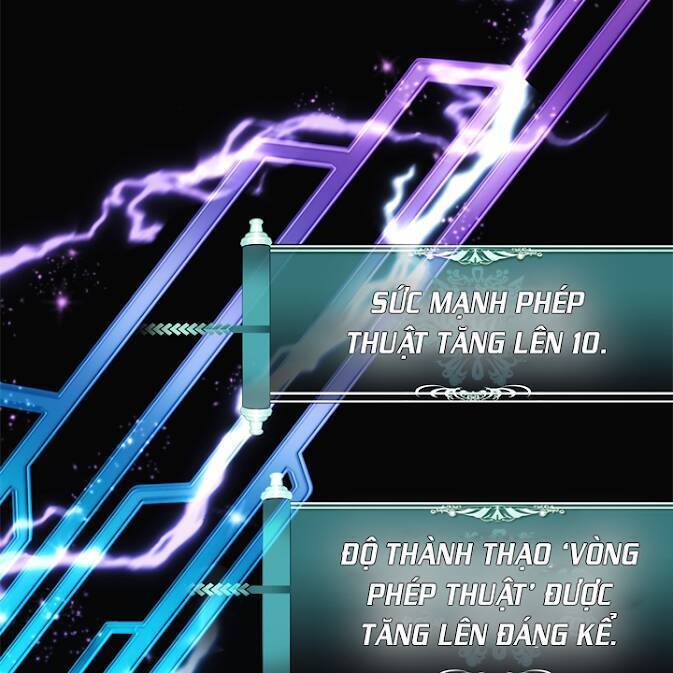 SỨC MẠNH PHÉP
THUẬT TĂNG LÊN 10.
ĐỘ THÀNH THẠO ‘VÒNG
PHÉP THUẬT’ ĐƯỢC
TĂNG LÊN ĐÁNG KỂ.